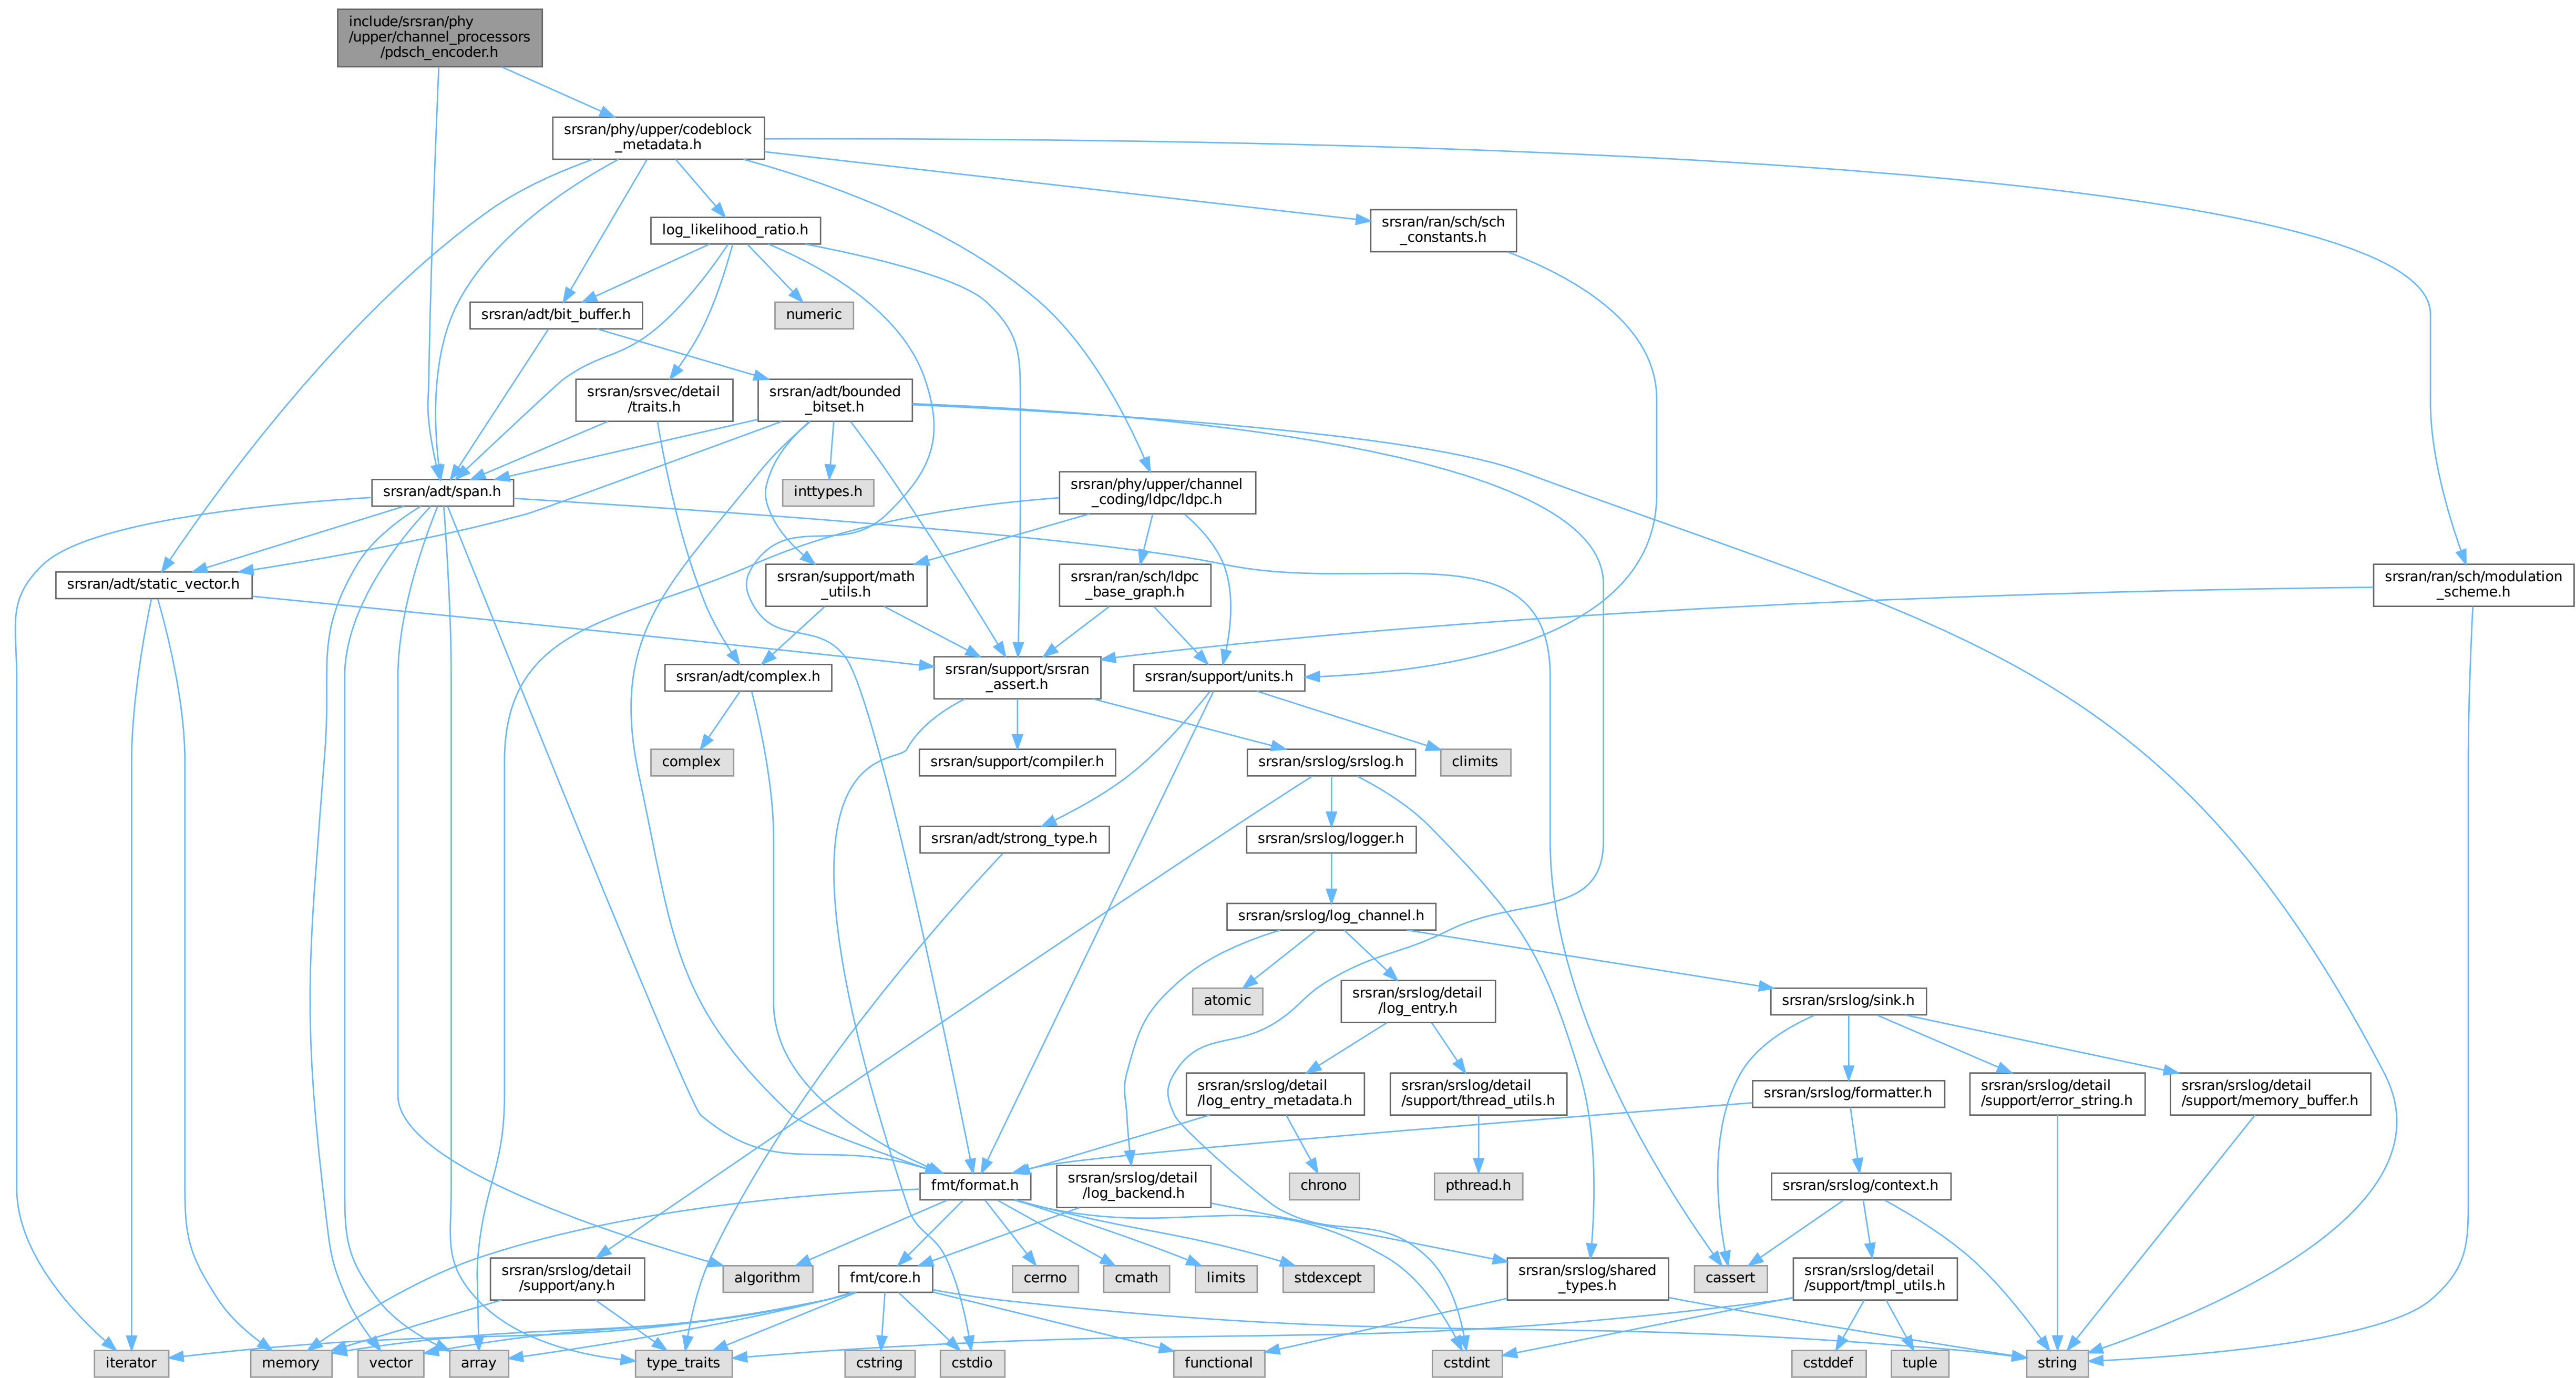 include/srsran/phy
/upper/channel_processors
/pdsch_encoder.h
srsran/phy/upper/codeblock
_metadata.h
log_likelihood_ratio.h
srsran/ran/sch/sch
_constants.h
srsran/adt/bit_buffer.h
numeric
srsran/srsvec/detail
/traits.h
srsran/adt/bounded
_bitset.h
srsran/adt/span.h
inttypes.h
srsran/phy/upper/channel
_coding/ldpc/ldpc.h
srsran/adt/static_vector.h
srsran/support/math
_utils.h
srsran/ran/sch/ldpc
_base_graph.h
srsran/ran/sch/modulation
_scheme.h
srsran/adt/complex.h
srsran/support/srsran
_assert.h
srsran/support/units.h
complex
srsran/support/compiler.h
srsran/srslog/srslog.h
climits
srsran/adt/strong_type.h
srsran/srslog/logger.h
srsran/srslog/log_channel.h
atomic
srsran/srslog/detail
/log_entry.h
srsran/srslog/sink.h
srsran/srslog/detail
/log_entry_metadata.h
srsran/srslog/detail
/support/thread_utils.h
srsran/srslog/formatter.h
srsran/srslog/detail
/support/error_string.h
srsran/srslog/detail
/support/memory_buffer.h
fmt/format.h
srsran/srslog/detail
/log_backend.h
chrono
pthread.h
srsran/srslog/context.h
srsran/srslog/detail
/support/any.h
algorithm
fmt/core.h
cerrno
cmath
limits
stdexcept
srsran/srslog/shared
_types.h
cassert
srsran/srslog/detail
/support/tmpl_utils.h
iterator
memory
vector
array
type_traits
cstring
cstdio
functional
cstdint
cstddef
tuple
string